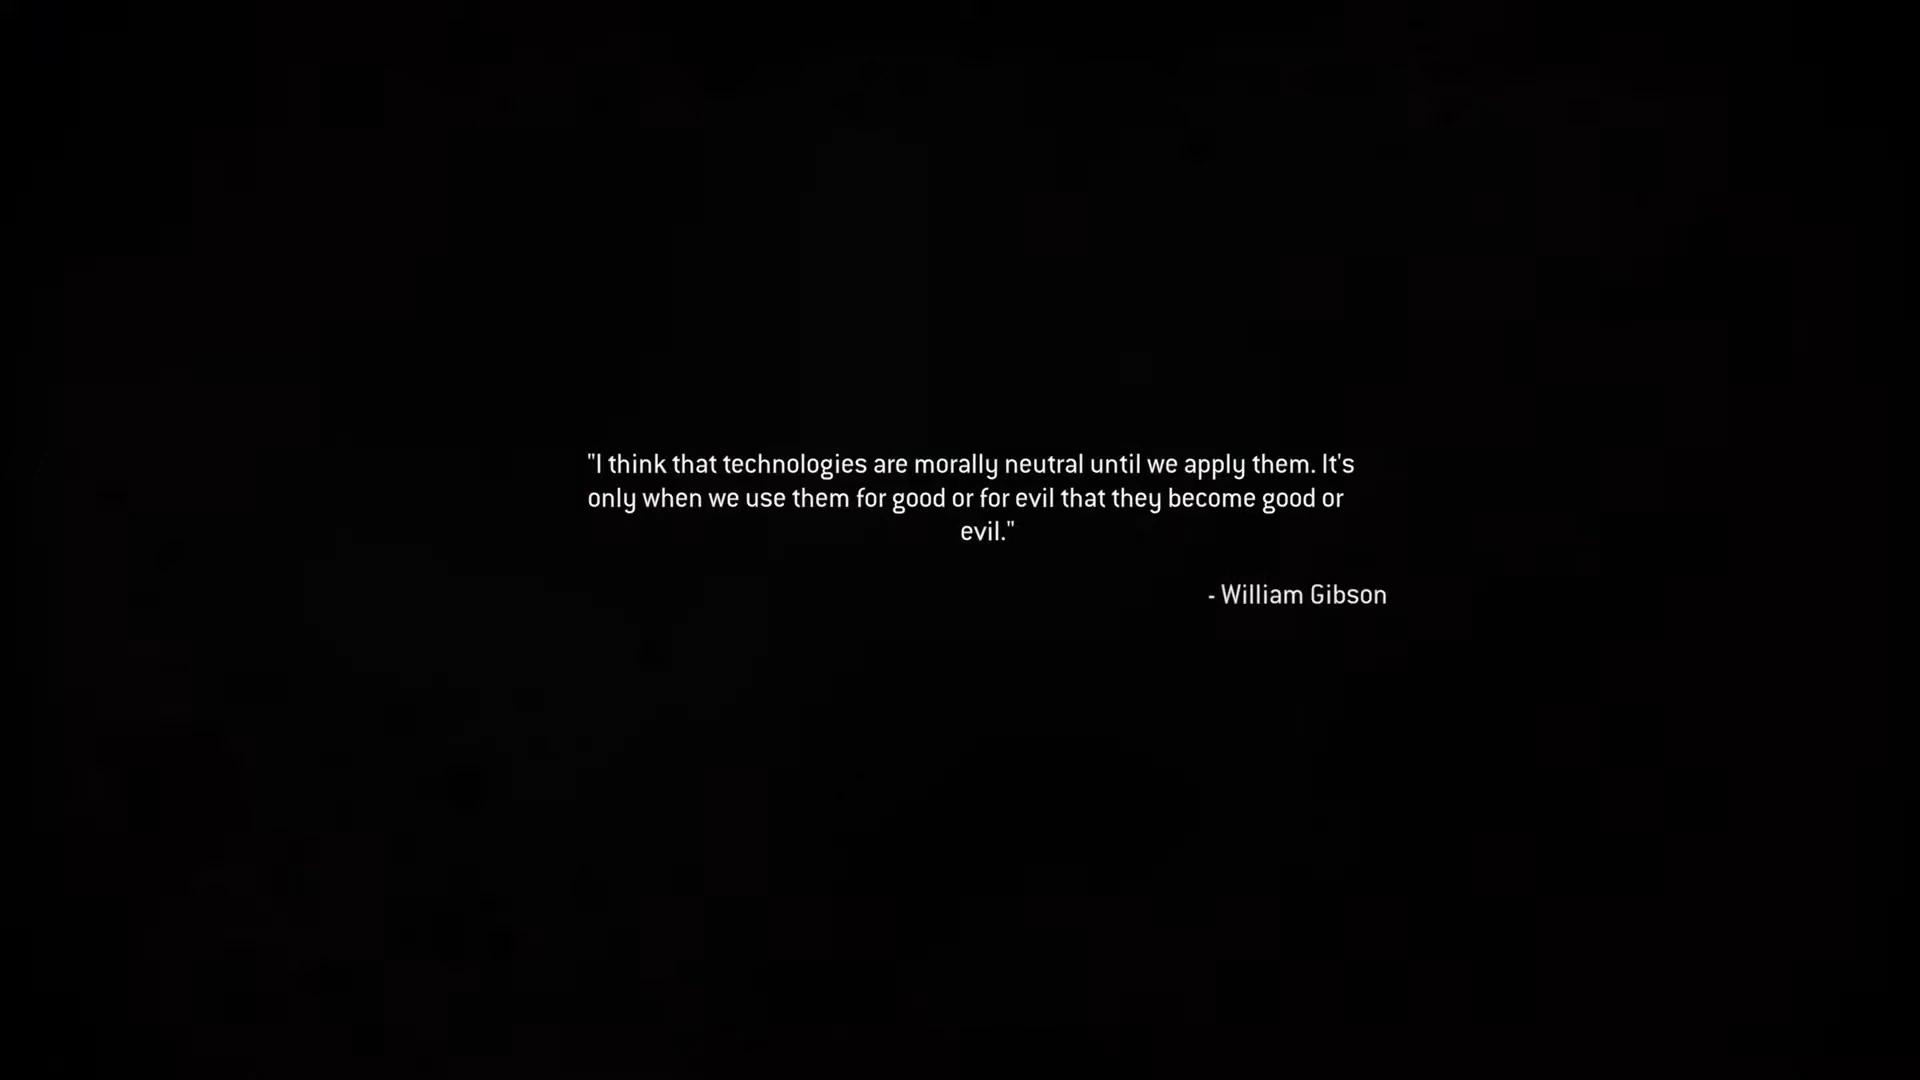 "I think that technologies are morally neutral until we apply them. It's
only when we use them for good or for evil that they become good or
evil."
- William Gibson